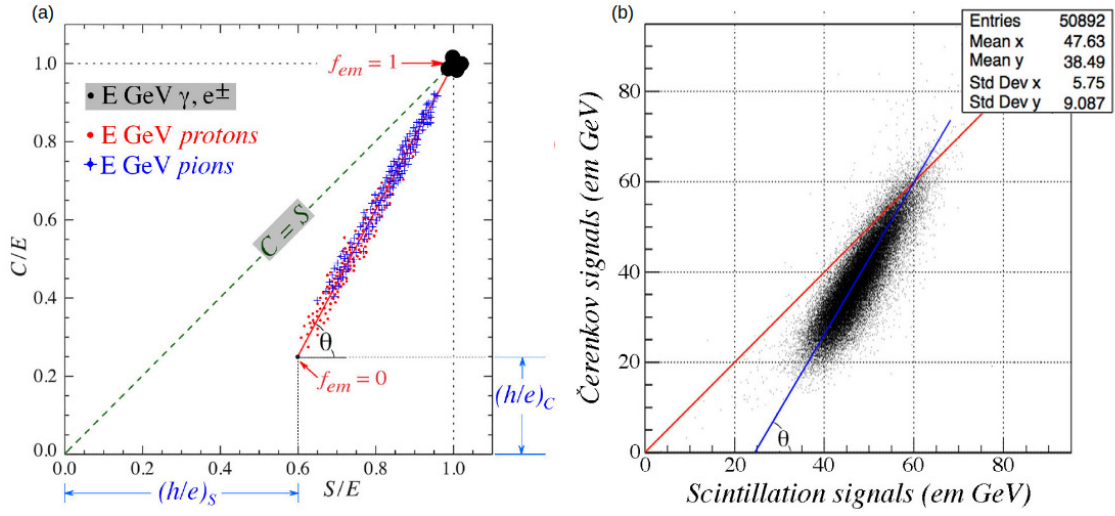 (a)
1.0
0.8
0.6
0.4
0.2
0.0
C/E
f_em = 1
E GeV γ, e±
E GeV protons
E GeV pions
C = S
θ
f_em = 0
(h/e)_C
0.0 0.2 0.4 0.6 0.8 1.0
(h/e)_S
S/E
(b)
Entries 50892
Mean x 47.63
Mean y 38.49
Std Dev x 5.75
Std Dev y 9.087
80
60
40
20
0
Čerenkov signals (em GeV)
θ
0 20 40 60 80
Scintillation signals (em GeV)